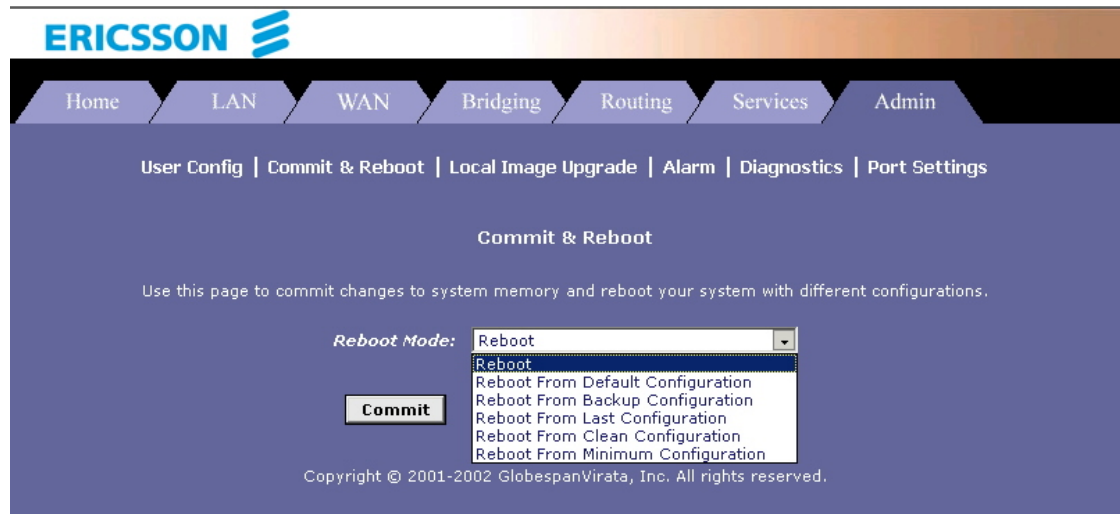 ERICSSON
Home LAN WAN Bridging Routing Services Admin
User Config | Commit & Reboot | Local Image Upgrade | Alarm | Diagnostics | Port Settings
Commit & Reboot
Use this page to commit changes to system memory and reboot your system with different configurations.
Reboot Mode: Reboot
Reboot
Reboot From Default Configuration
Reboot From Backup Configuration
Commit
Reboot From Last Configuration
Reboot From Clean Configuration
Reboot From Minimum Configuration
Copyright © 2001-2002 GlobespanVirata, Inc. All rights reserved.